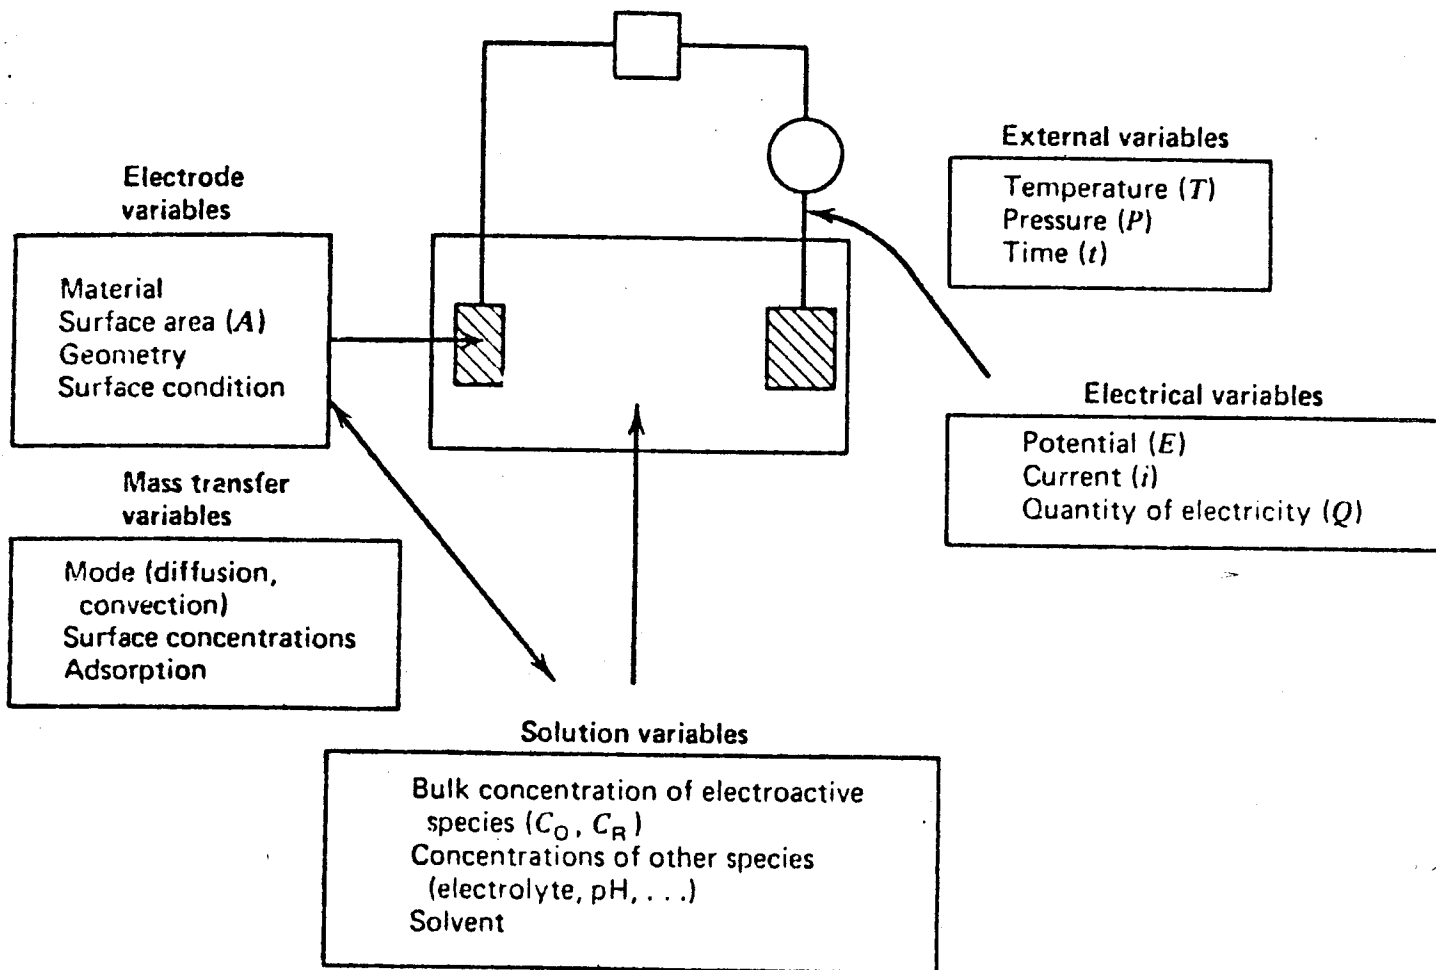 External variables
Temperature (T)
Pressure (P)
Time (t)
Electrode
variables
Material
Surface area (A)
Geometry
Surface condition
Electrical variables
Potential (E)
Current (i)
Quantity of electricity (Q)
Mass transfer
variables
Mode (diffusion,
convection)
Surface concentrations
Adsorption
Solution variables
Bulk concentration of electroactive
species (C_O, C_R)
Concentrations of other species
(electrolyte, pH, . . .)
Solvent